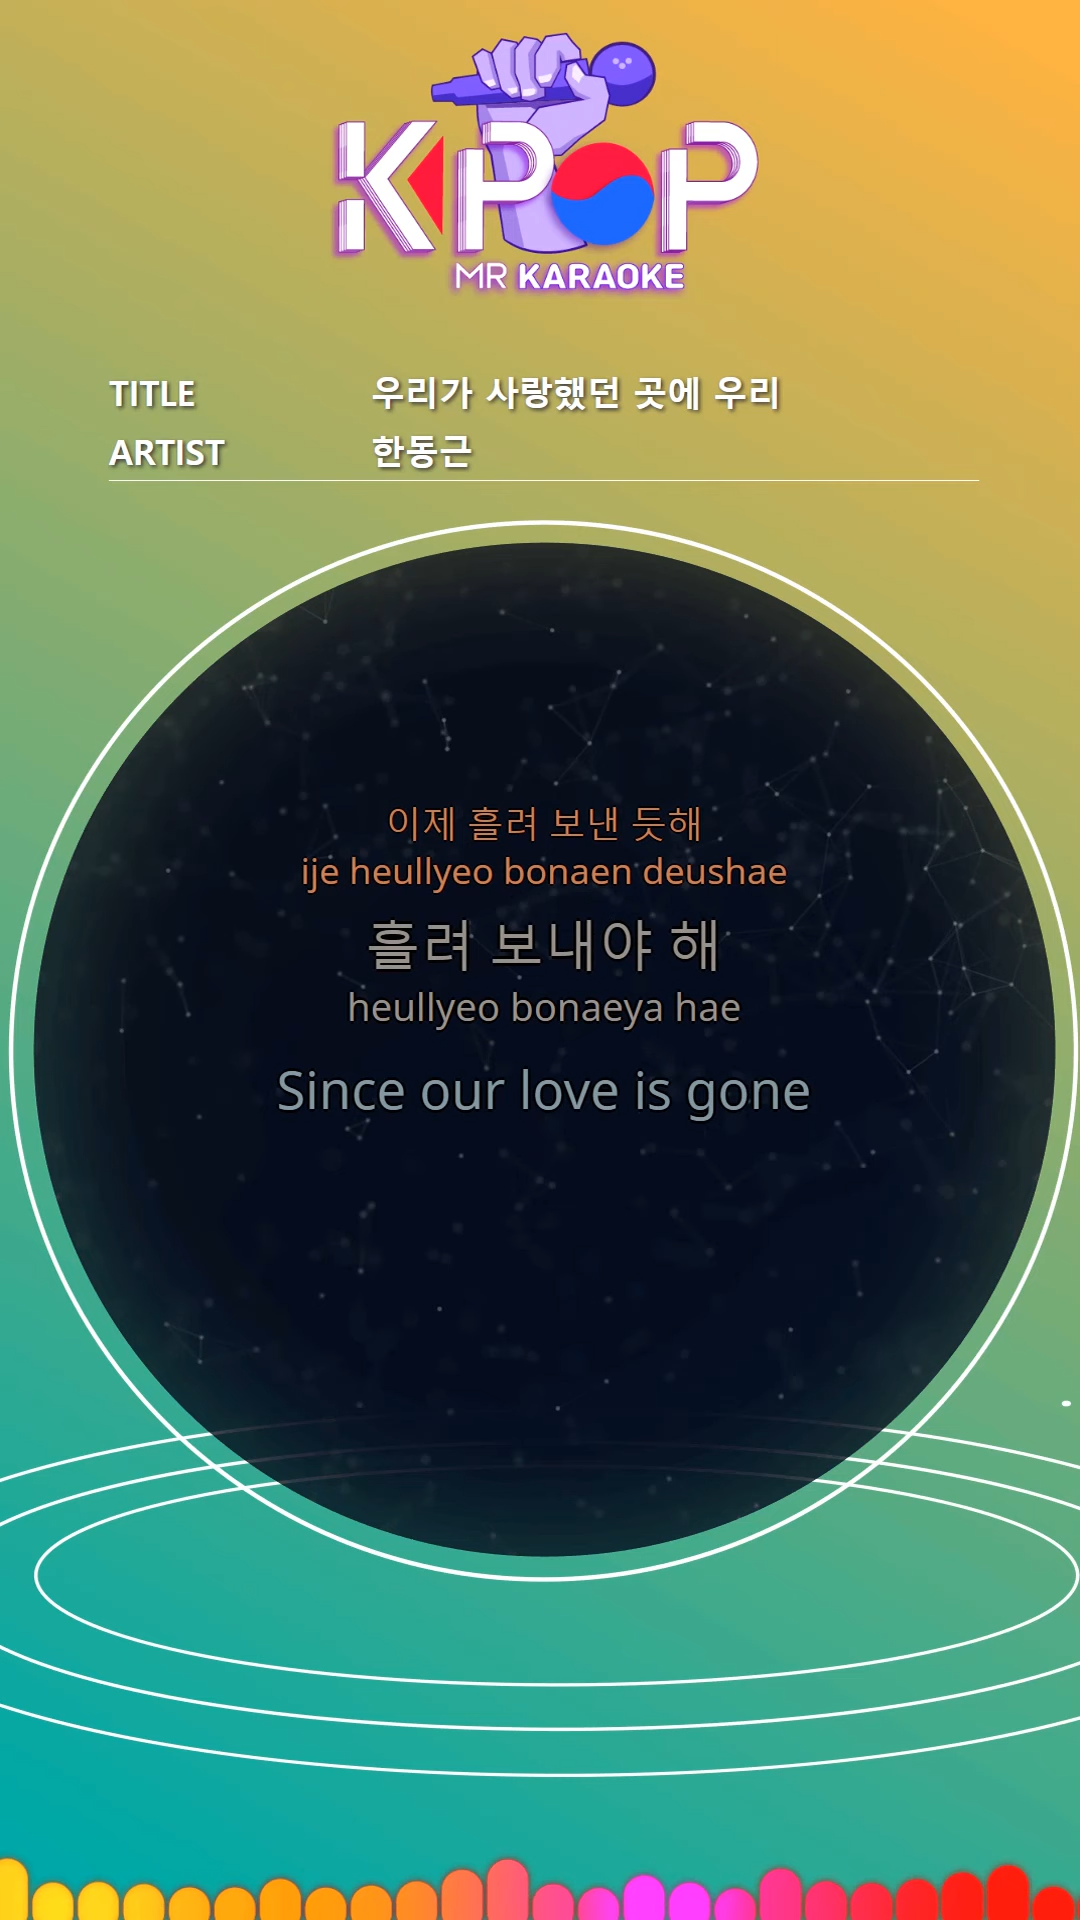 KPOP
MR KARAOKE
TITLE 우리가 사랑했던 곳에 우리
ARTIST 한동근
이제 흘려 보낸 듯해
ije heullyeo bonaen deushae
흘려 보내야 해
heullyeo bonaeya hae
Since our love is gone